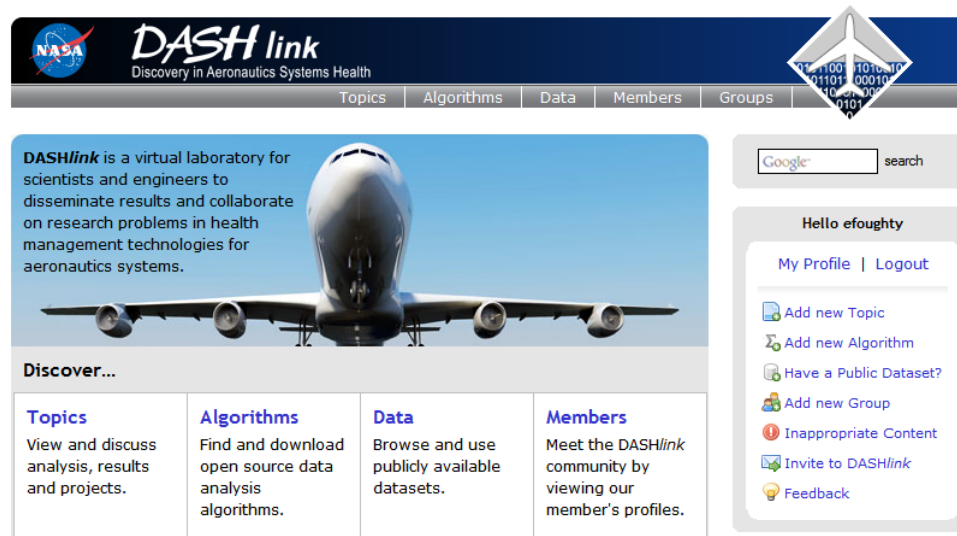 NASA
DASH link
Discovery in Aeronautics Systems Health
Topics
Algorithms
Data
Members
Groups
DASHlink is a virtual laboratory for
scientists and engineers to
disseminate results and collaborate
on research problems in health
management technologies for
aeronautics systems.
Discover...
Topics
View and discuss
analysis, results
and projects.
Algorithms
Find and download
open source data
analysis
algorithms.
Data
Browse and use
publicly available
datasets.
Members
Meet the DASHlink
community by
viewing our
member's profiles.
Google
search
Hello efoughty
My Profile | Logout
Add new Topic
Add new Algorithm
Have a Public Dataset?
Add new Group
Inappropriate Content
Invite to DASHlink
Feedback